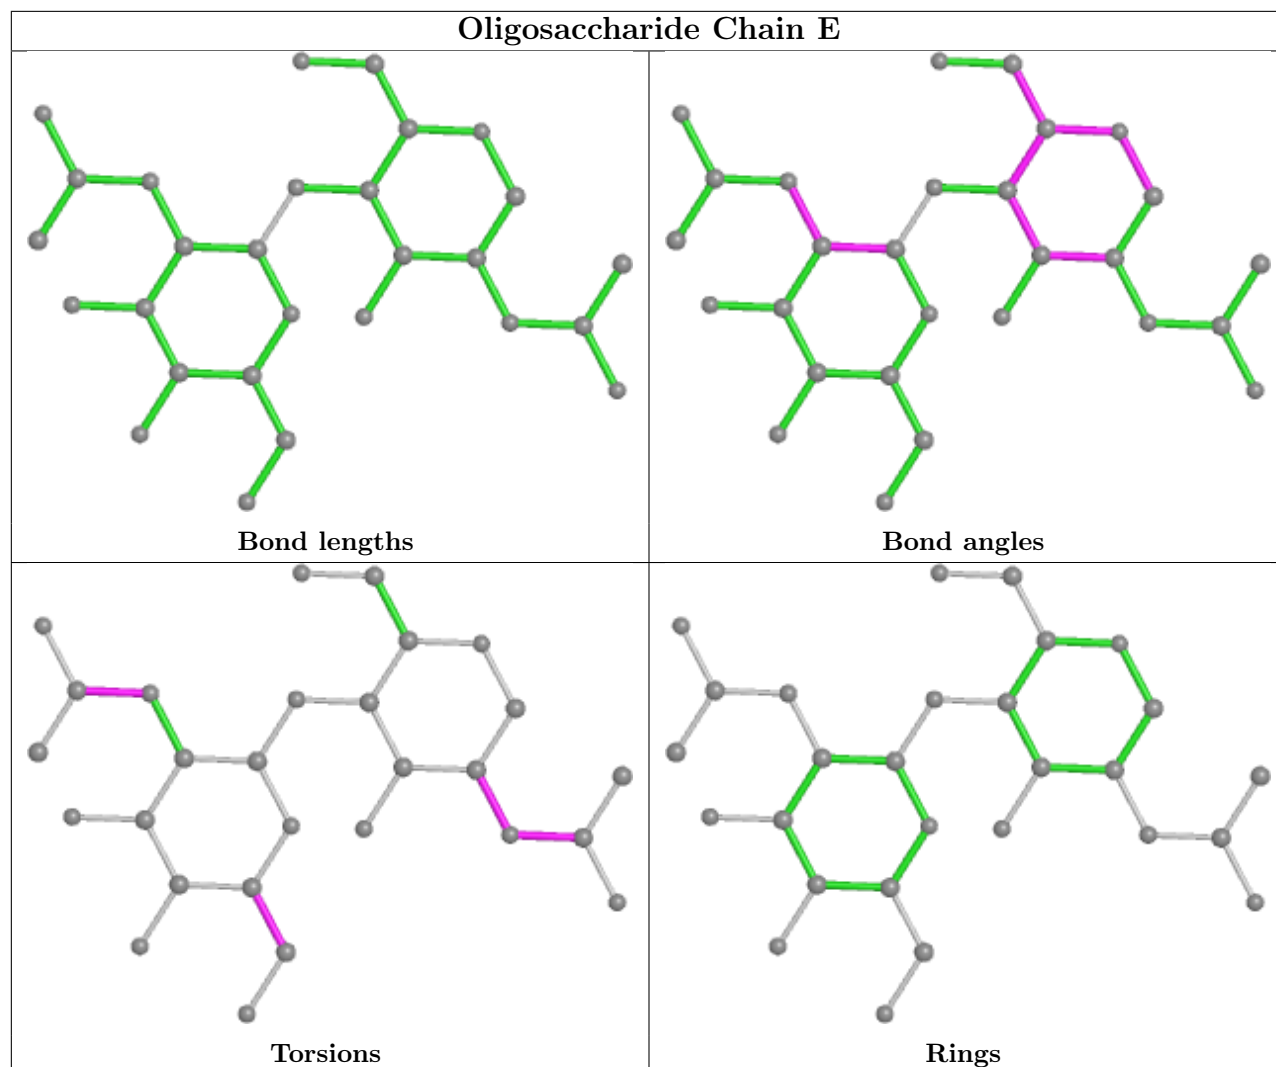 Oligosaccharide Chain E
Bond lengths
Bond angles
Torsions
Rings